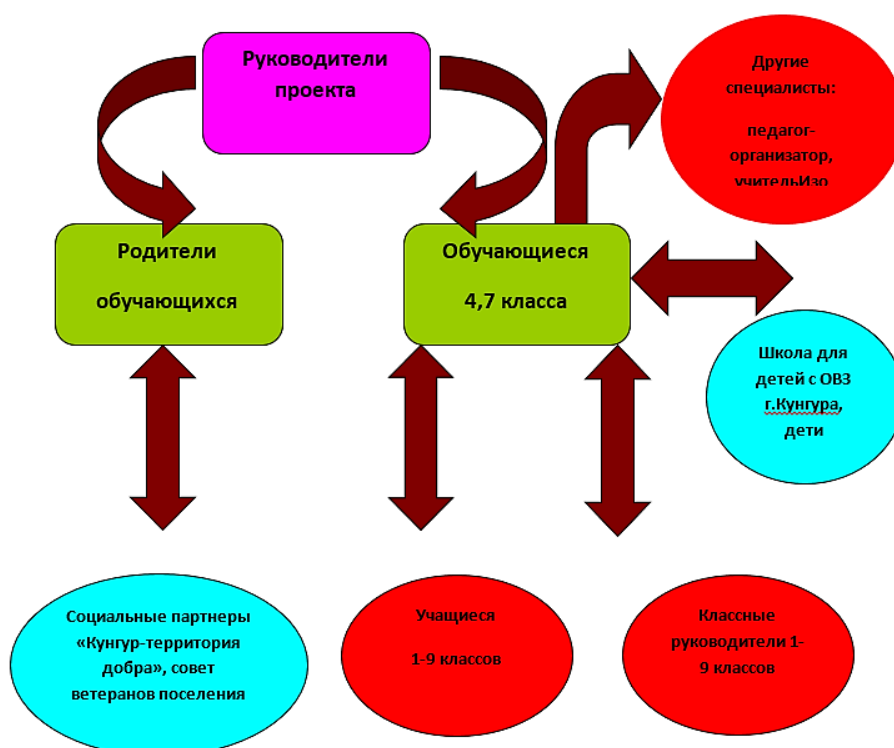 Руководители
проекта
Другие
специалисты:
педагог-
организатор,
учительИзо
Родители
обучающихся
Обучающиеся
4,7 класса
Школа для
детей с ОВЗ
г.Кунгура,
дети
Социальные партнеры
«Кунгур-территория
добра», совет
ветеранов поселения
Учащиеся
1-9 классов
Классные
руководители 1-
9 классов